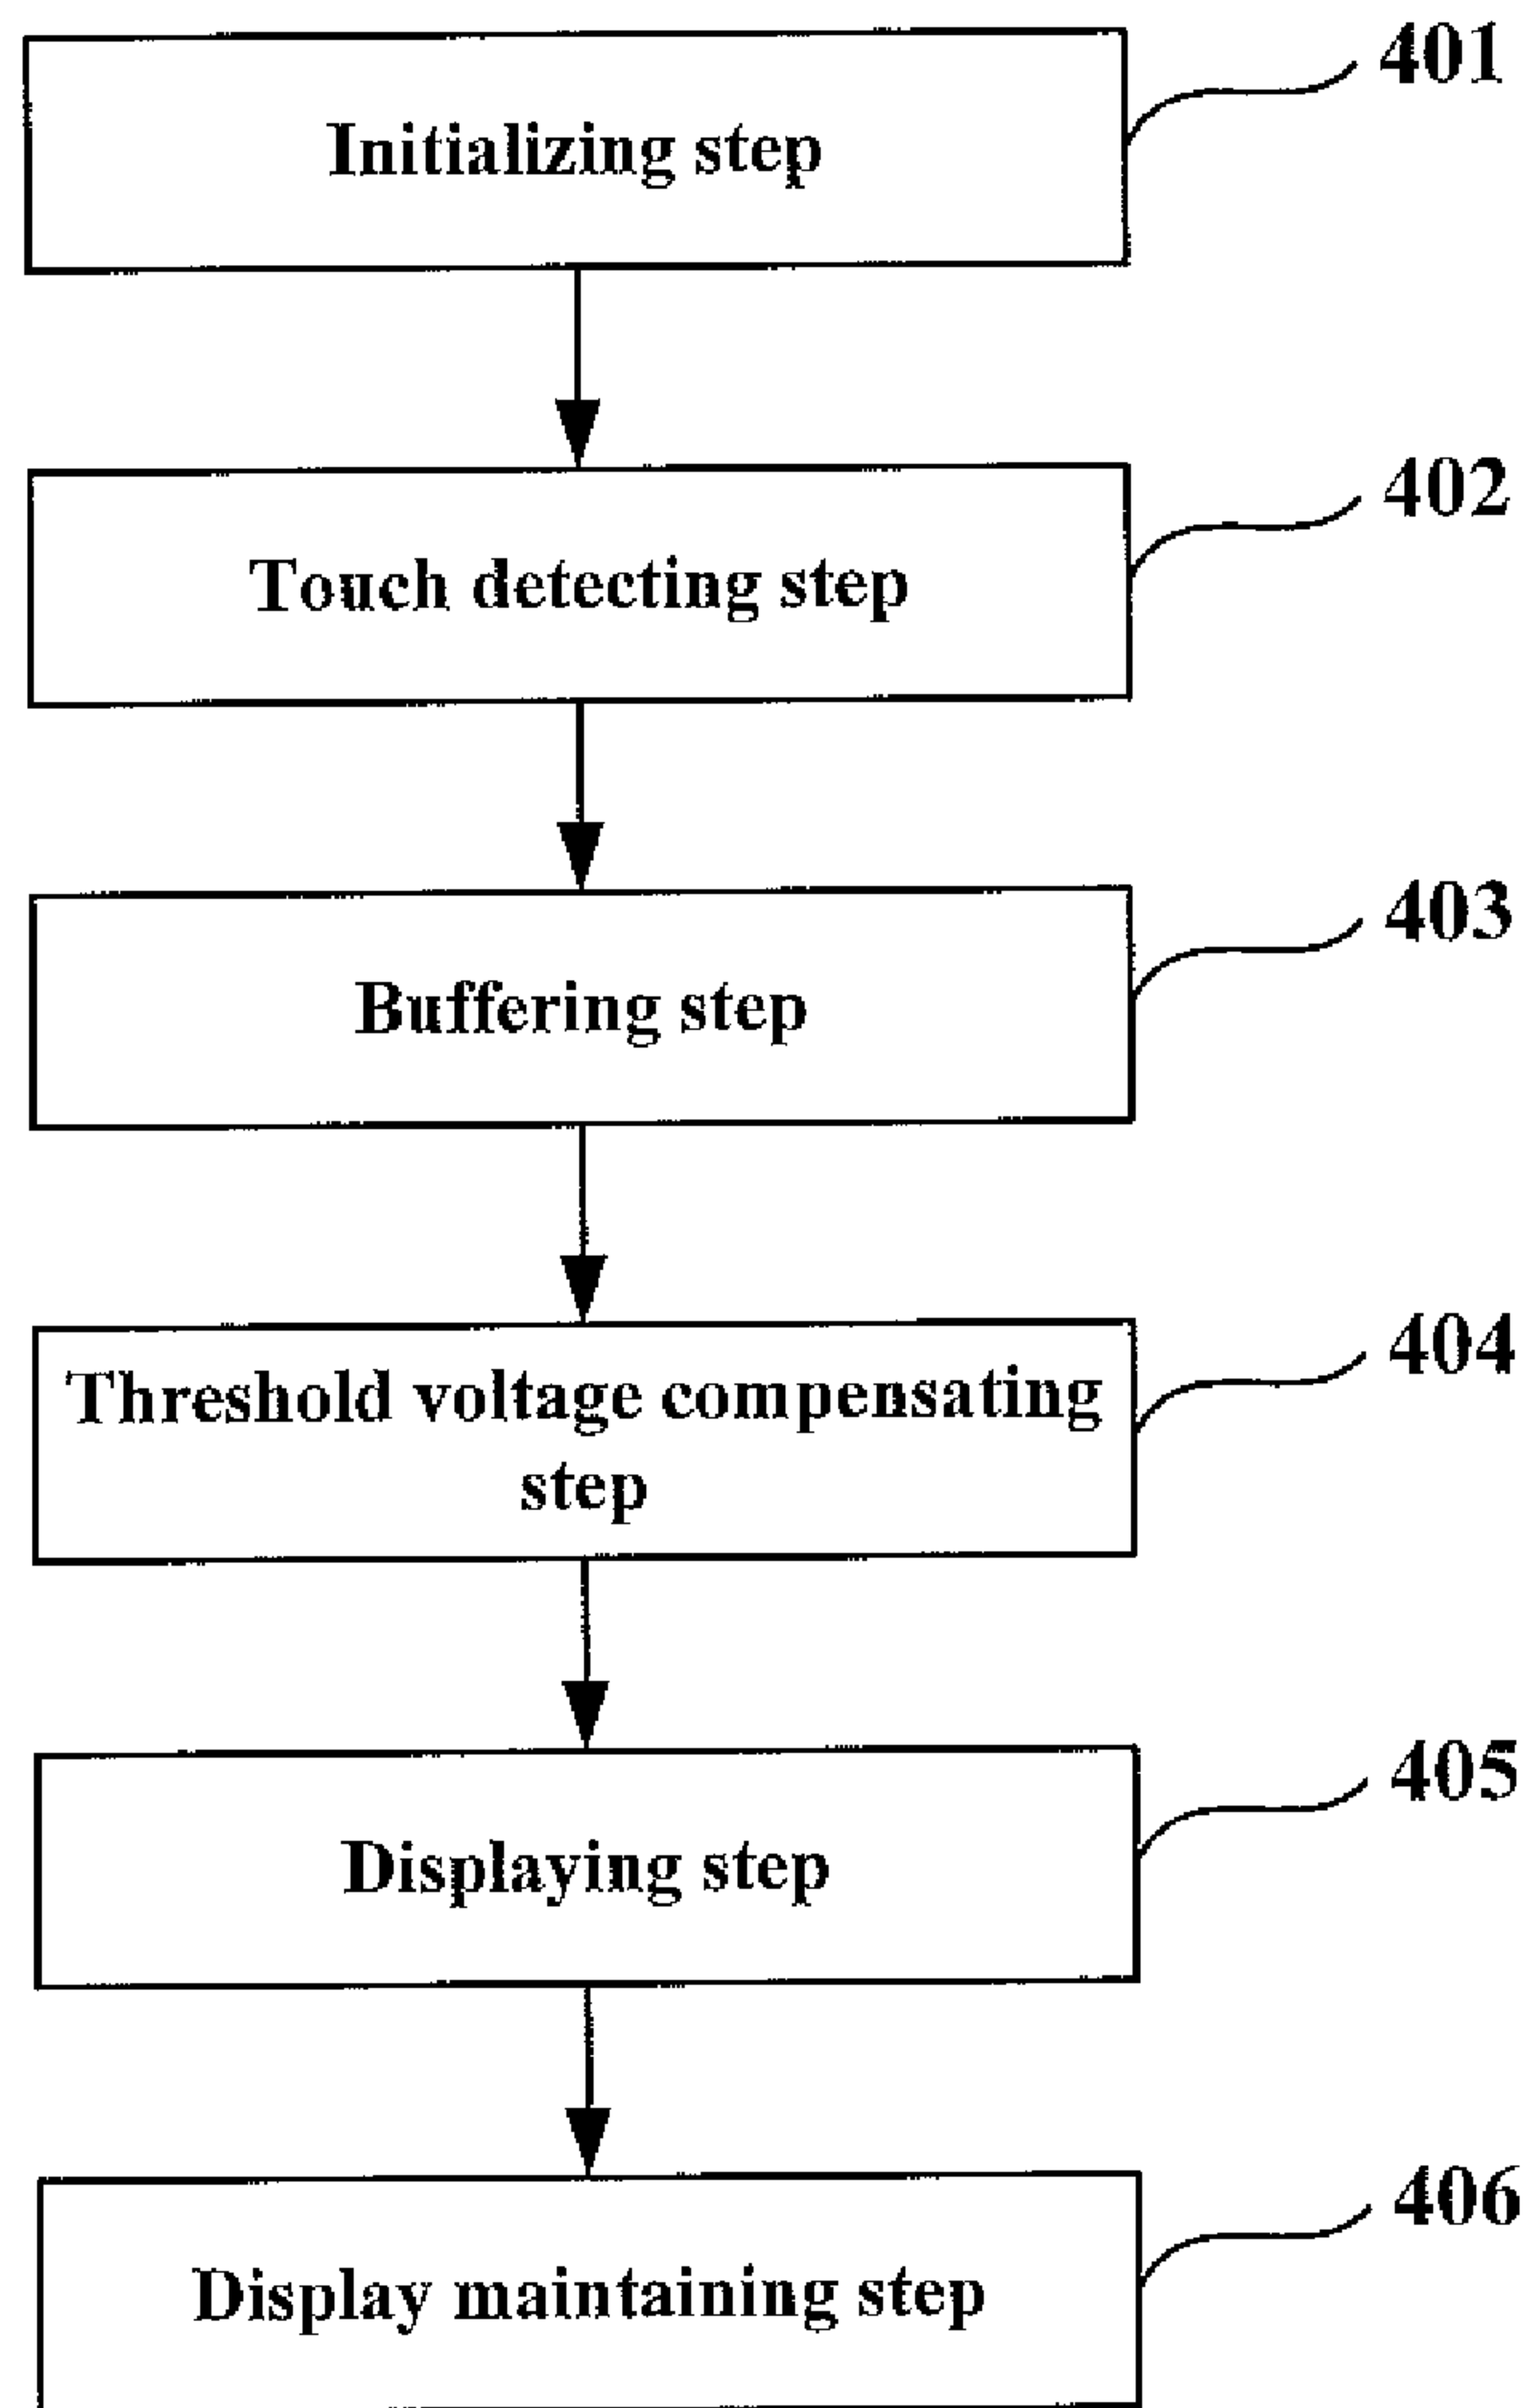 401
Initializing step
402
Touch detecting step
403
Buffering step
404
Threshold voltage compensating
step
405
Displaying step
406
Display maintaining step